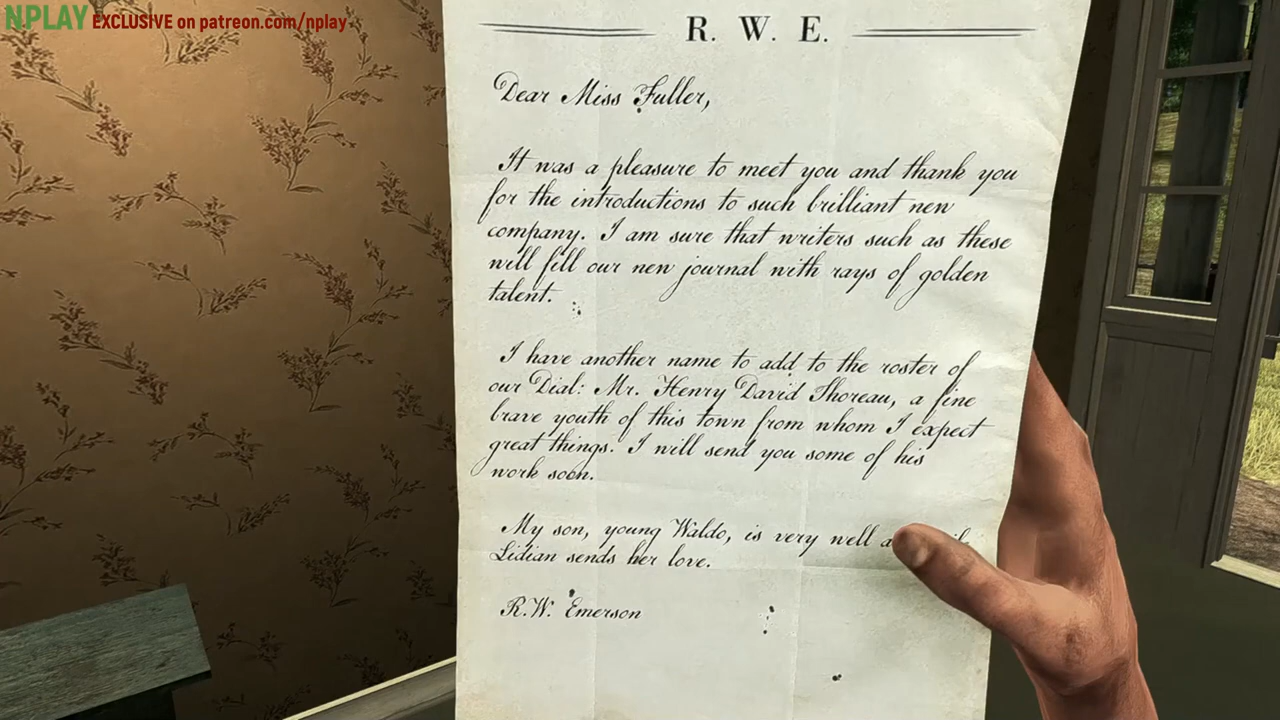 NPLAY EXCLUSIVE on patreon.com/nplay
R. W. E.
Dear Miss Fuller,
It was a pleasure to meet you and thank you
for the introductions to such brilliant new
company. I am sure that writers such as these
will fill our new journal with rays of golden
talent.
I have another name to add to the roster of
our Dial: Mr. Henry David Thoreau, a fine
brave youth of this town from whom I expect
great things. I will send you some of his
work soon.
My son, young Waldo, is very well
Lidian sends her love.
R.W. Emerson